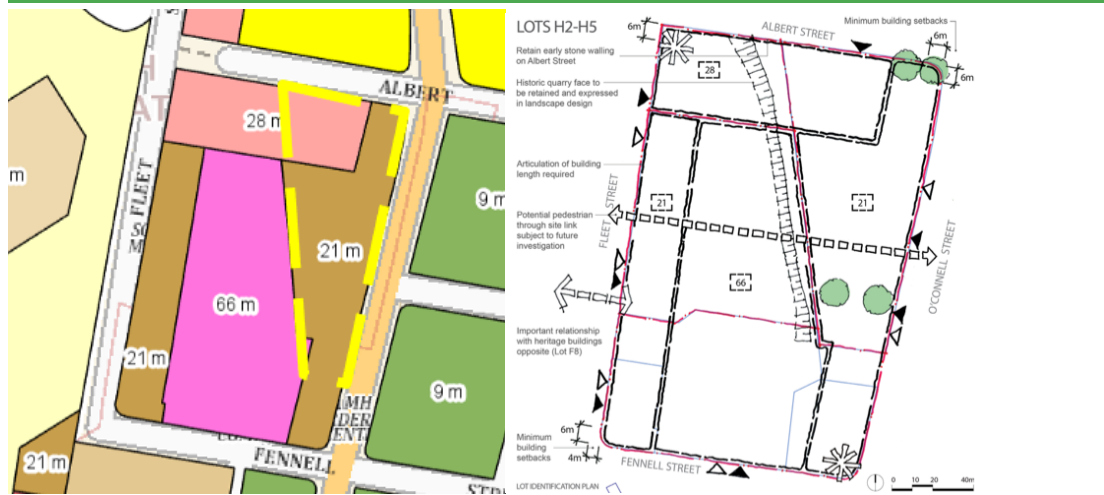 ALBERT
28 m
m
FLEET
9 m
21 m
66 m
21 m
9 m
21 m
FENNELL
LOTS H2-H5
6m
ALBERT STREET
Minimum building setbacks
6m
6m
Retain early stone walling
on Albert Street
Historic quarry face to
be retained and expressed
in landscape design
28
Articulation of building
length required
21
21
Potential pedestrian
through site link
subject to future
investigation
FLEET STREET
O'CONNELL STREET
66
Important relationship
with heritage buildings
opposite (Lot F8)
6m
Minimum
building
setbacks
4m
FENNELL STREET
0 10 20 40m
LOT IDENTIFICATION PLAN